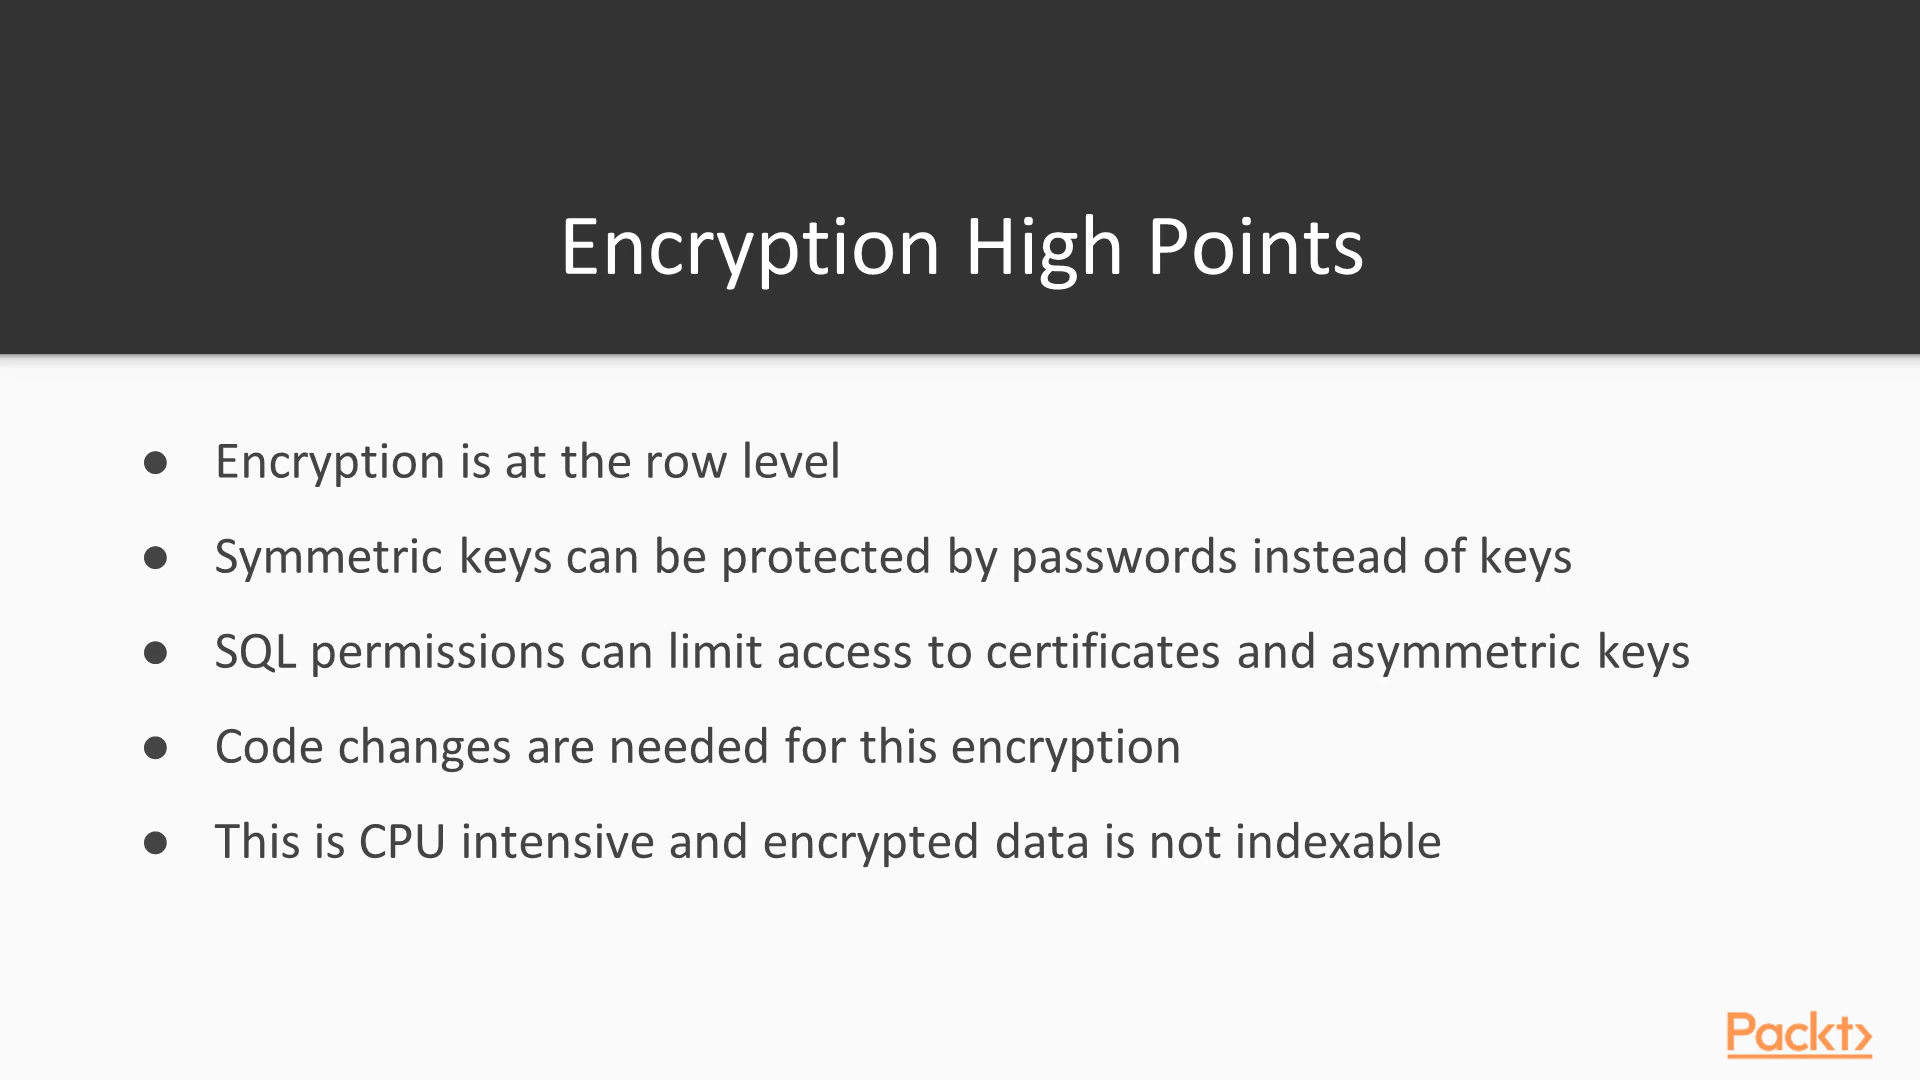 Encryption High Points
● Encryption is at the row level
● Symmetric keys can be protected by passwords instead of keys
● SQL permissions can limit access to certificates and asymmetric keys
● Code changes are needed for this encryption
● This is CPU intensive and encrypted data is not indexable
Packt>